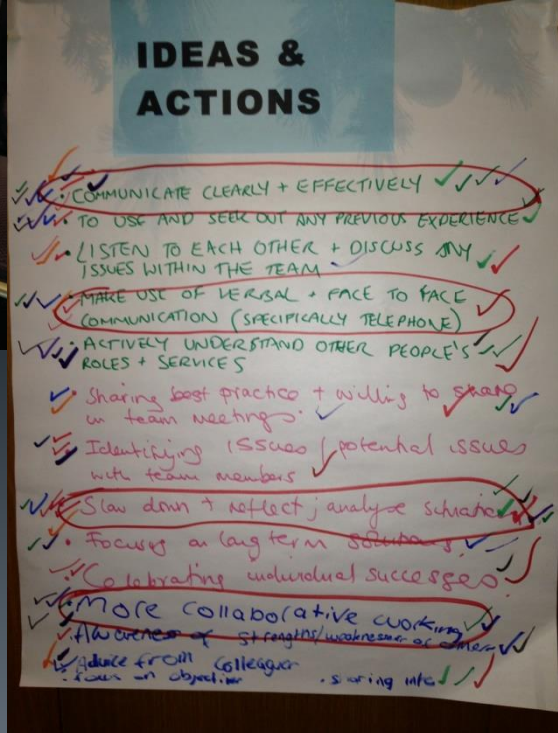 IDEAS &
ACTIONS
· COMMUNICATE CLEARLY + EFFECTIVELY
· TO USE AND SEEK OUT ANY PREVIOUS EXPERIENCE
· LISTEN TO EACH OTHER + DISCUSS ANY
ISSUES WITHIN THE TEAM
· MAKE USE OF VERBAL + FACE TO FACE
COMMUNICATION (SPECIFICALLY TELEPHONE)
· ACTIVELY UNDERSTAND OTHER PEOPLE'S
ROLES + SERVICES
· Sharing best practice + willing to share
in team meetings.
· Identifying issues / potential issues
with team members
· Slow down + reflect; analyse
· Focusing on long term solutions.
· Celebrating individual successes.
· More collaborative working
· Awareness of strengths/weaknesses of others
· Advice from colleagues
· focus on objective · sharing info